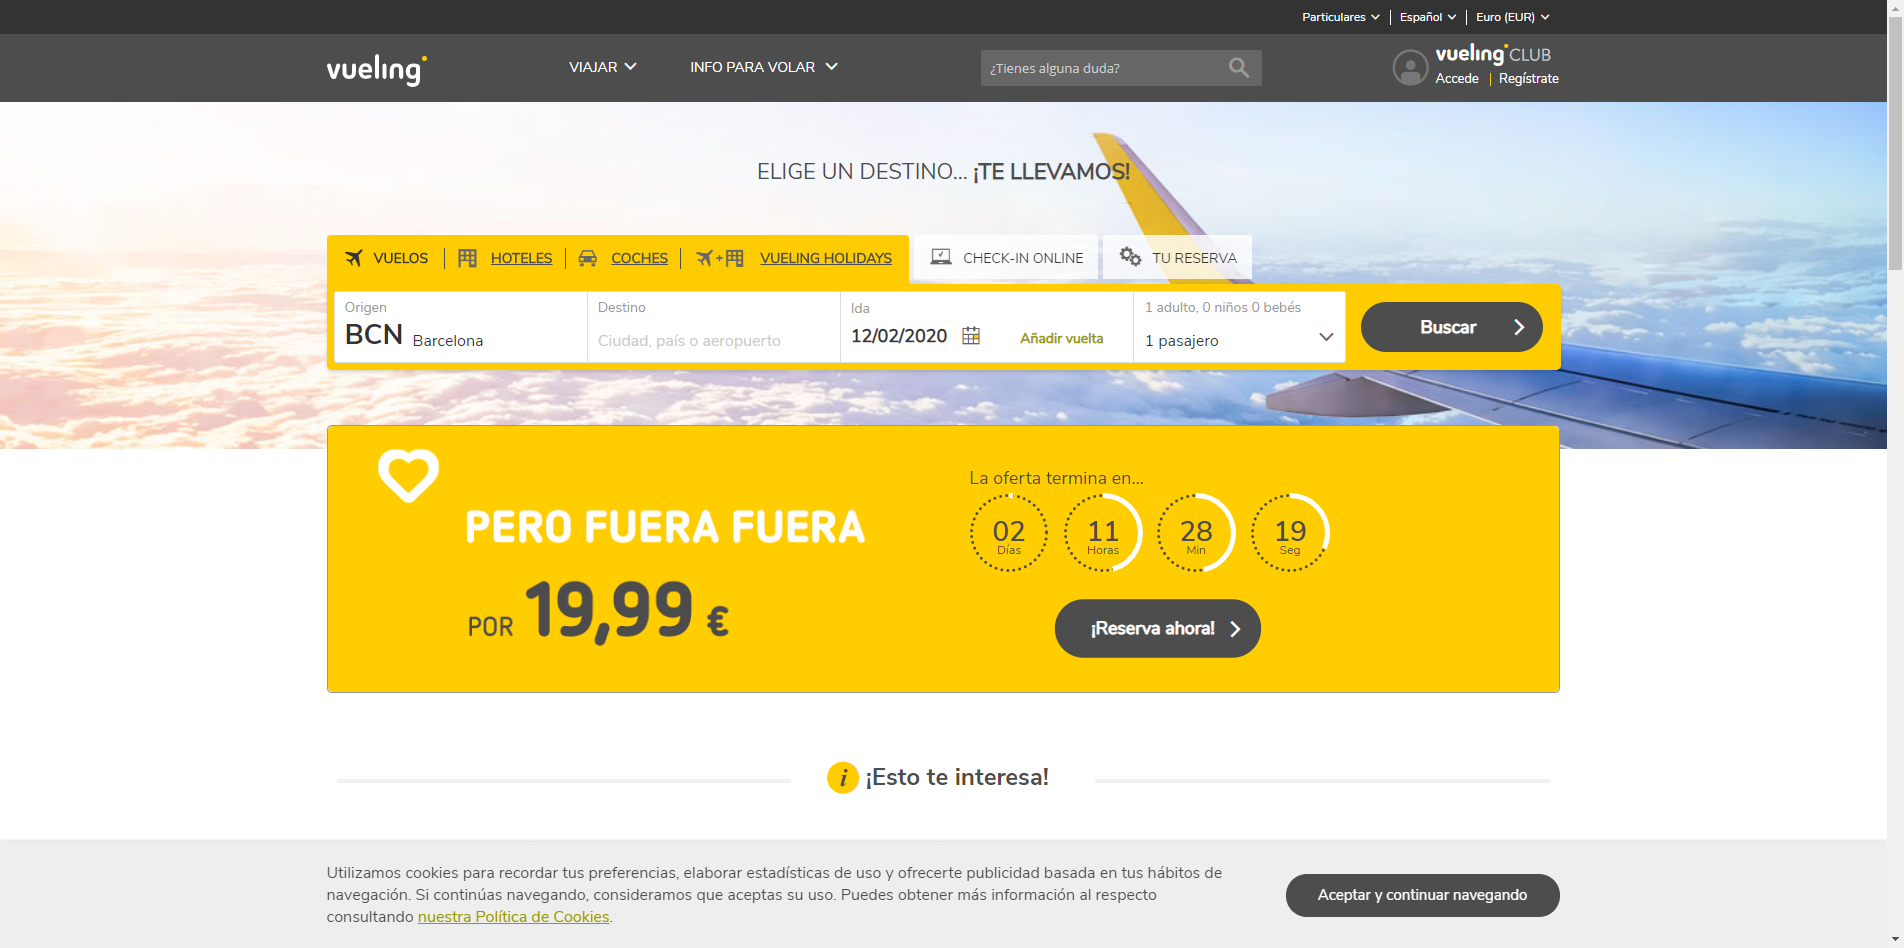 Particulares
Español
Euro (EUR)
vueling
VIAJAR
INFO PARA VOLAR
¿Tienes alguna duda?
vueling CLUB
Accede
Regístrate
ELIGE UN DESTINO... ¡TE LLEVAMOS!
VUELOS
HOTELES
COCHES
+
VUELING HOLIDAYS
CHECK-IN ONLINE
TU RESERVA
Origen
BCN Barcelona
Destino
Ciudad, país o aeropuerto
Ida
12/02/2020
Añadir vuelta
1 adulto, 0 niños 0 bebés
1 pasajero
Buscar
PERO FUERA FUERA
POR 19,99 €
La oferta termina en...
02 Días
11 Horas
28 Min
19 Seg
¡Reserva ahora!
i ¡Esto te interesa!
Utilizamos cookies para recordar tus preferencias, elaborar estadísticas de uso y ofrecerte publicidad basada en tus hábitos de
navegación. Si continúas navegando, consideramos que aceptas su uso. Puedes obtener más información al respecto
consultando nuestra Política de Cookies.
Aceptar y continuar navegando